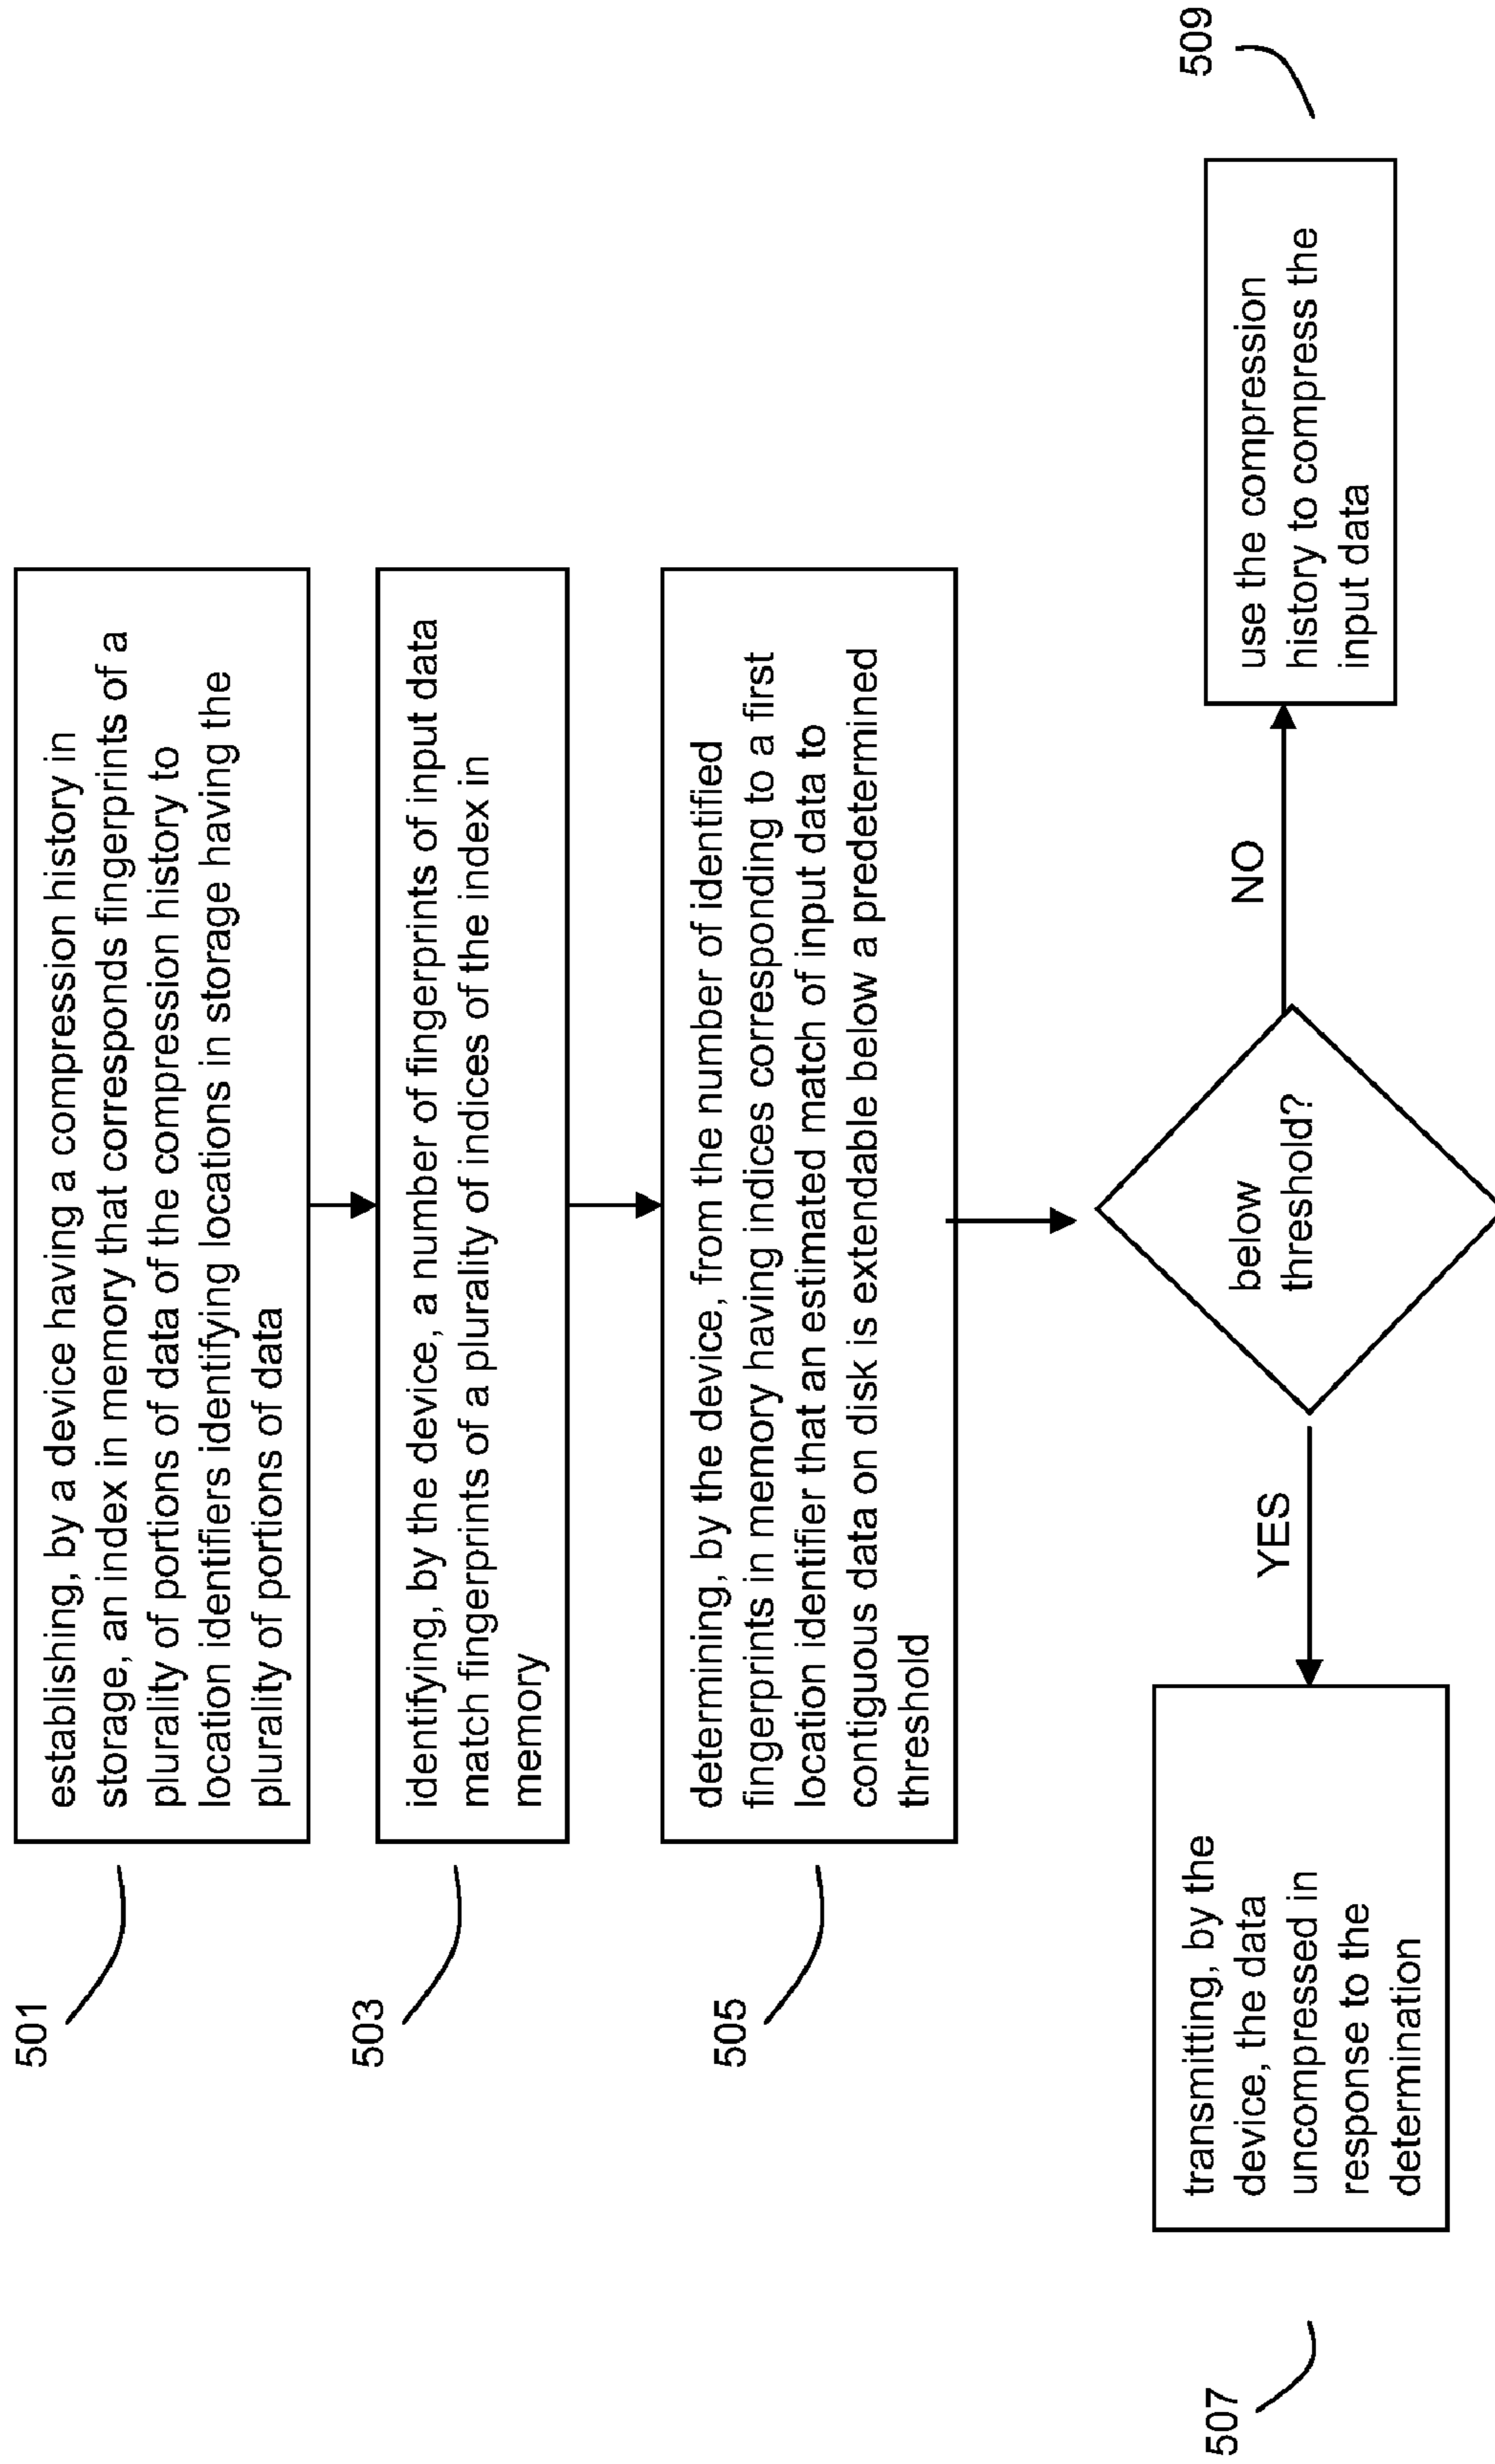 501
establishing, by a device having a compression history in
storage, an index in memory that corresponds fingerprints of a
plurality of portions of data of the compression history to
location identifiers identifying locations in storage having the
plurality of portions of data
503
identifying, by the device, a number of fingerprints of input data
match fingerprints of a plurality of indices of the index in
memory
505
determining, by the device, from the number of identified
fingerprints in memory having indices corresponding to a first
location identifier that an estimated match of input data to
contiguous data on disk is extendable below a predetermined
threshold
below
threshold?
YES
NO
507
transmitting, by the
device, the data
uncompressed in
response to the
determination
509
use the compression
history to compress the
input data